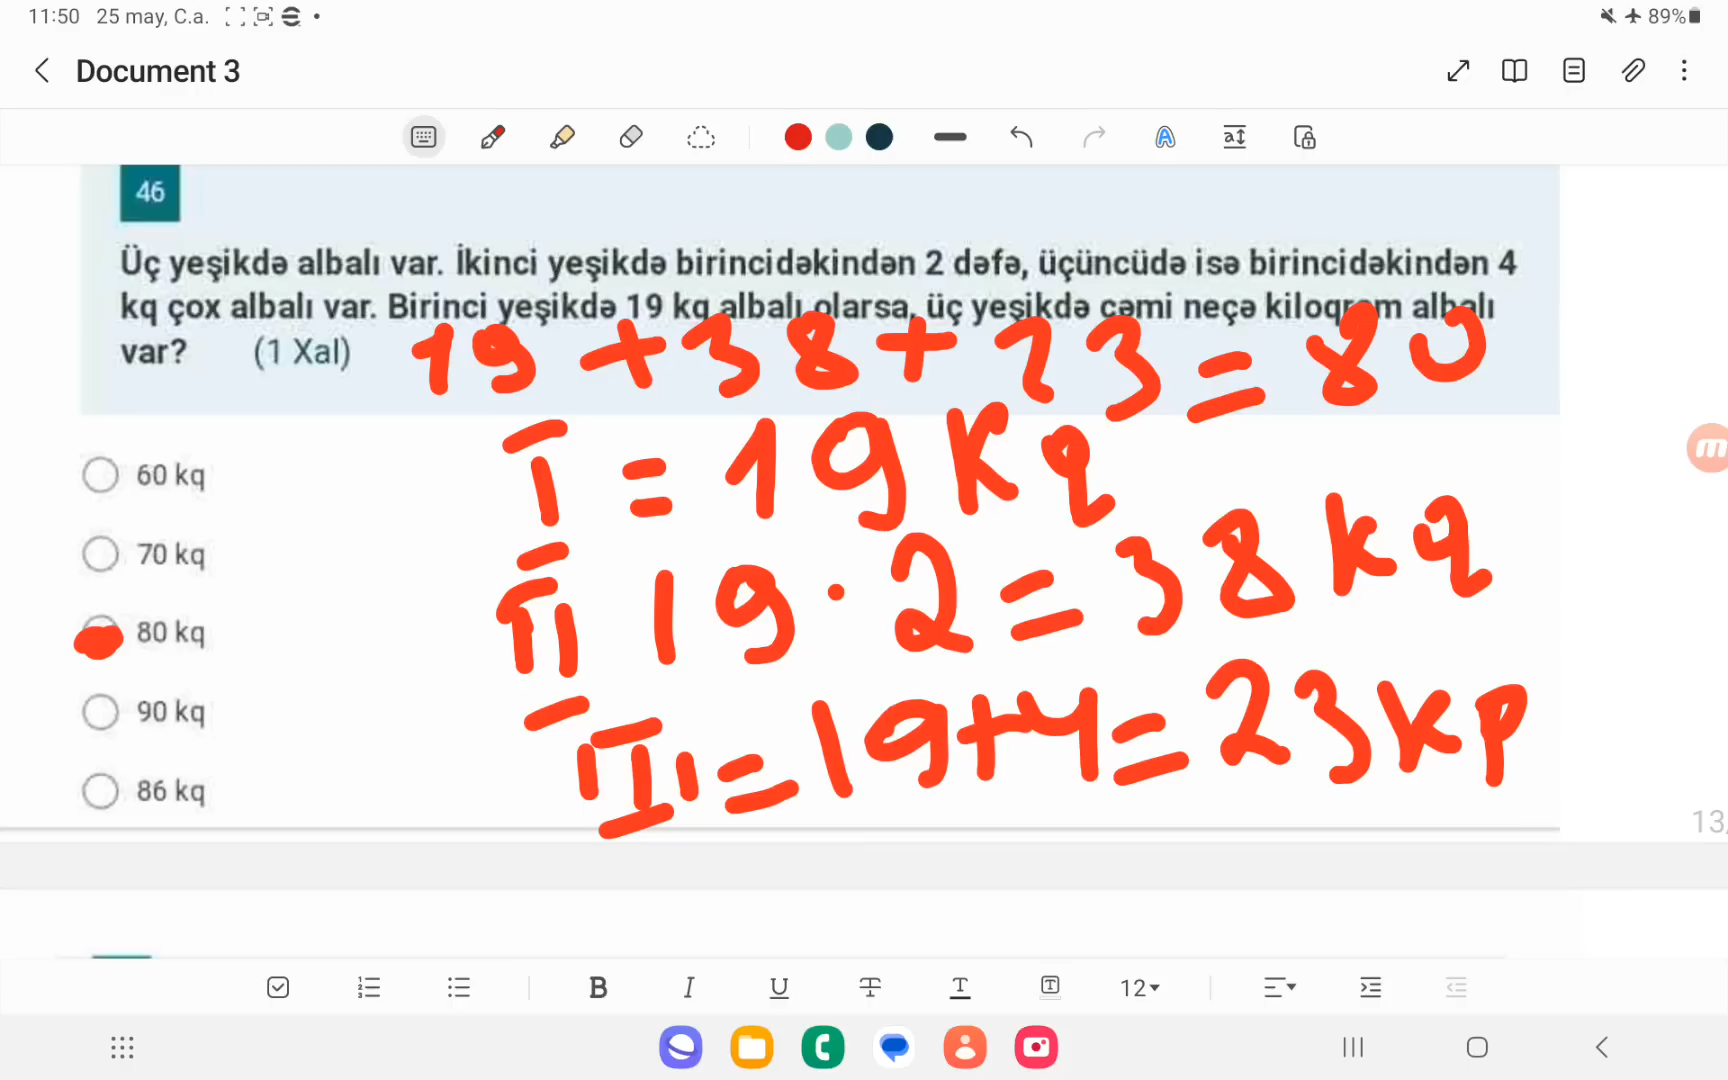 11:50 25 may, C.a.
89%
Document 3
46
Üç yeşikdə albalı var. İkinci yeşikdə birincidəkindən 2 dəfə, üçüncüdə isə birincidəkindən 4
kq çox albalı var. Birinci yeşikdə 19 kq albalı olarsa, üç yeşikdə cəmi neçə kiloqram albalı
var? (1 Xal)
19 + 38 + 23 = 80
I = 19 kq
60 kq
70 kq
II 19 · 2 = 38 kq
80 kq
90 kq
III = 19+4 = 23 kp
86 kq
13
B I U T T T 12